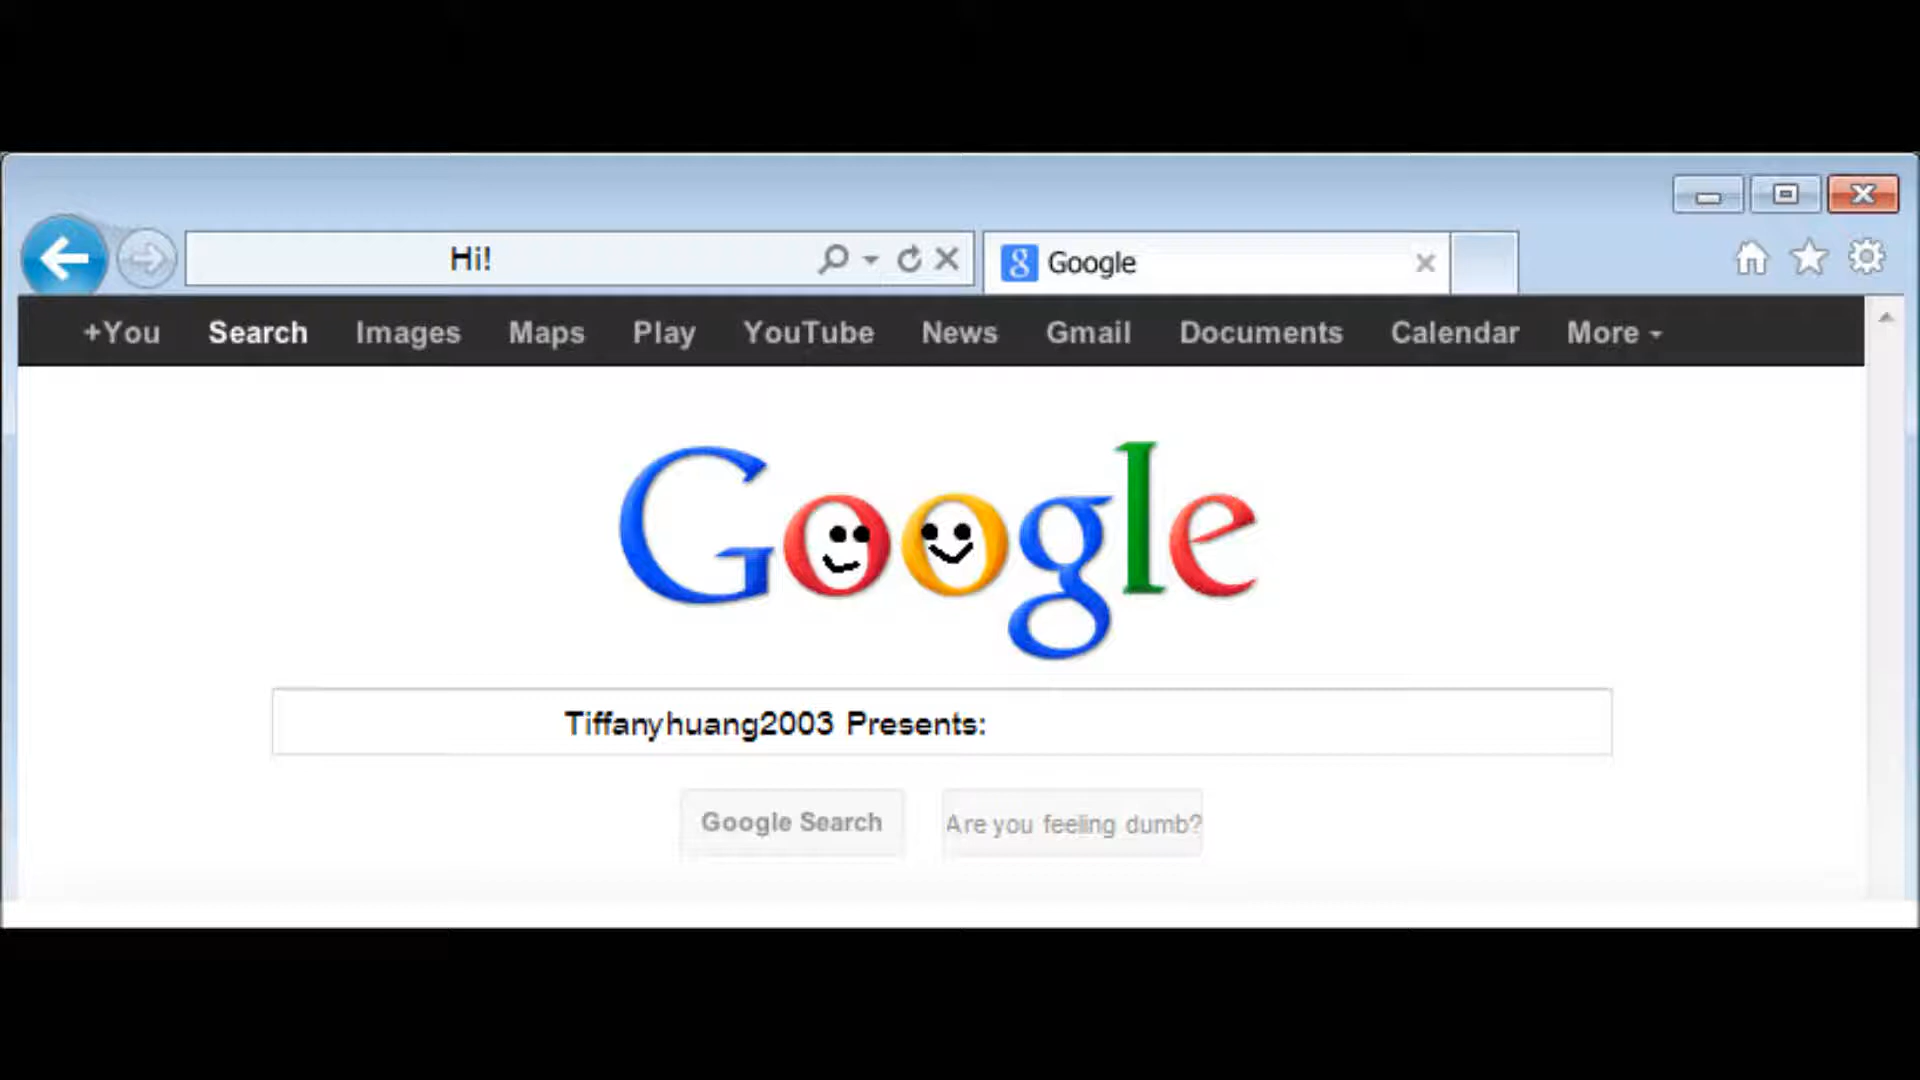 Hi!
Google
+You Search Images Maps Play YouTube News Gmail Documents Calendar More
Google
Tiffanyhuang2003 Presents:
Google Search Are you feeling dumb?